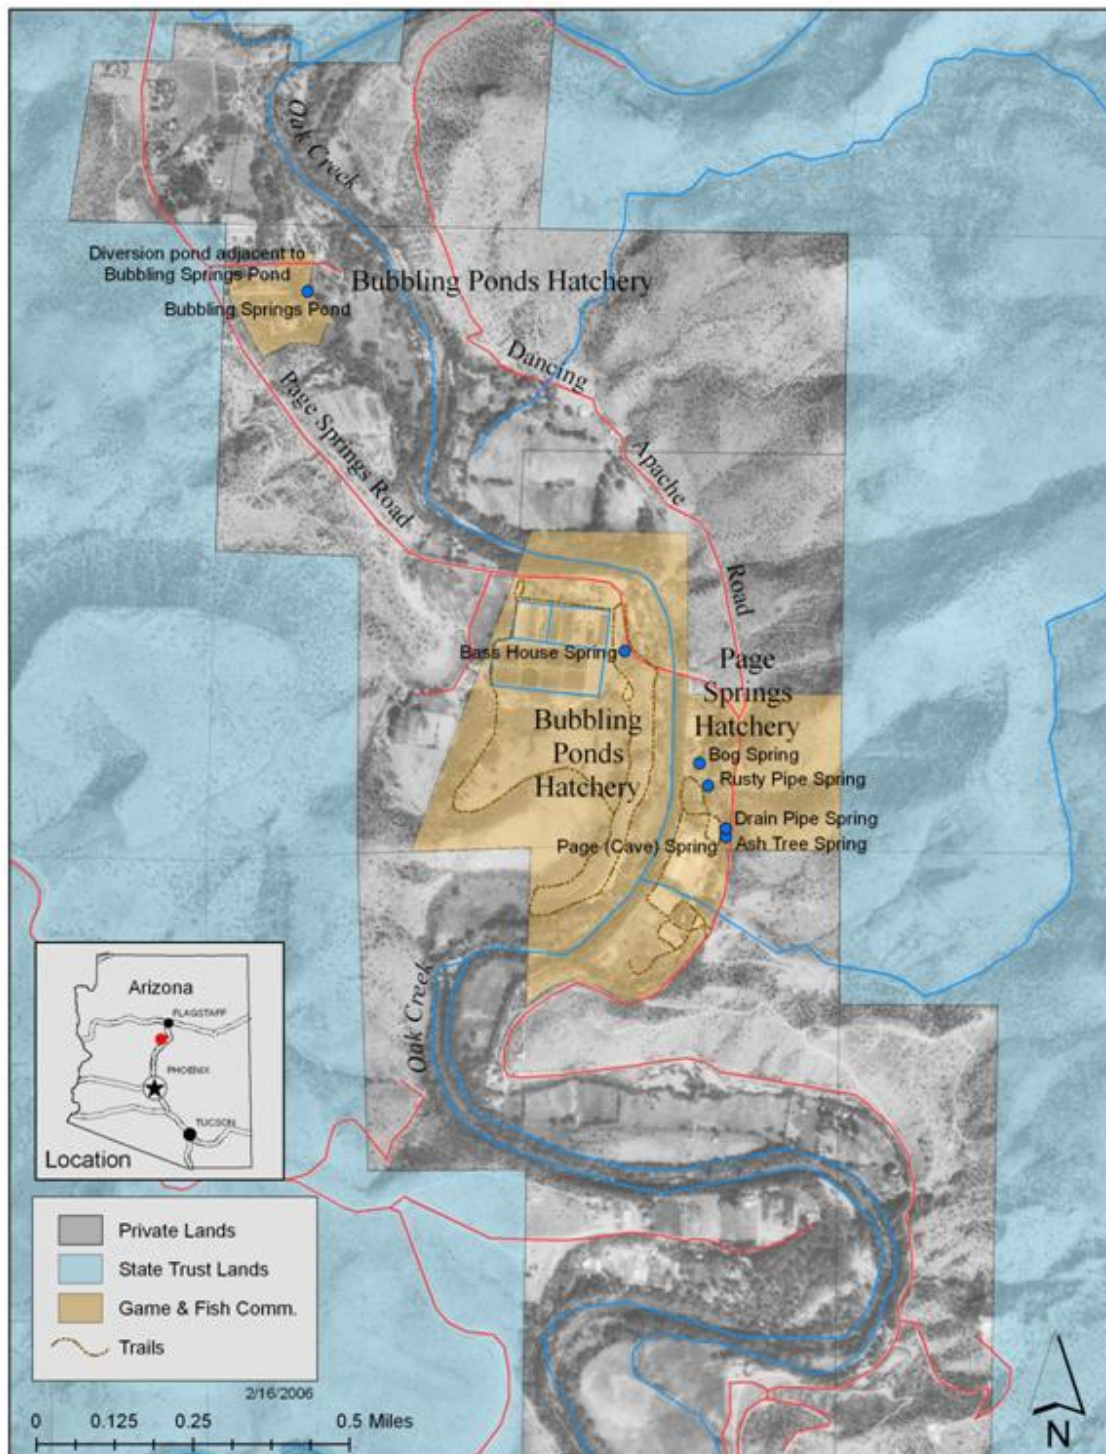 Oak Creek
Diversion pond adjacent to
Bubbling Springs Pond
Bubbling Springs Pond
Bubbling Ponds Hatchery
Dancing
Apache
Road
Page Springs Road
Bass House Spring
Page
Springs
Hatchery
Bubbling
Ponds
Hatchery
Bog Spring
Rusty Pipe Spring
Drain Pipe Spring
Page (Cave) Spring
Ash Tree Spring
Oak Creek
Arizona
FLAGSTAFF
PHOENIX
TUCSON
Location
Private Lands
State Trust Lands
Game & Fish Comm.
Trails
2/16/2006
0 0.125 0.25 0.5 Miles
N